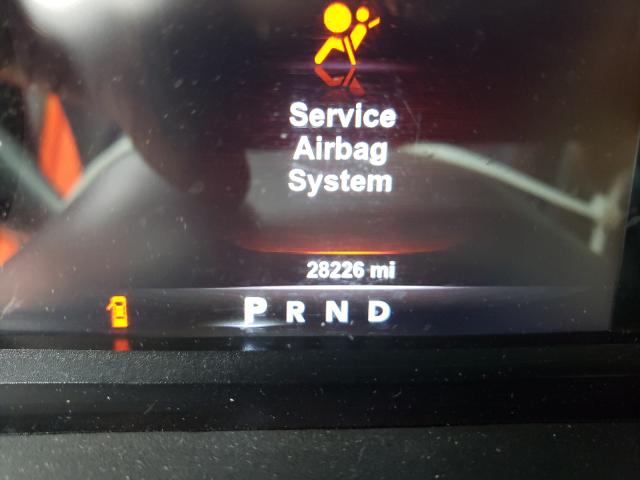 Service
Airbag
System
28226 mi
P R N D